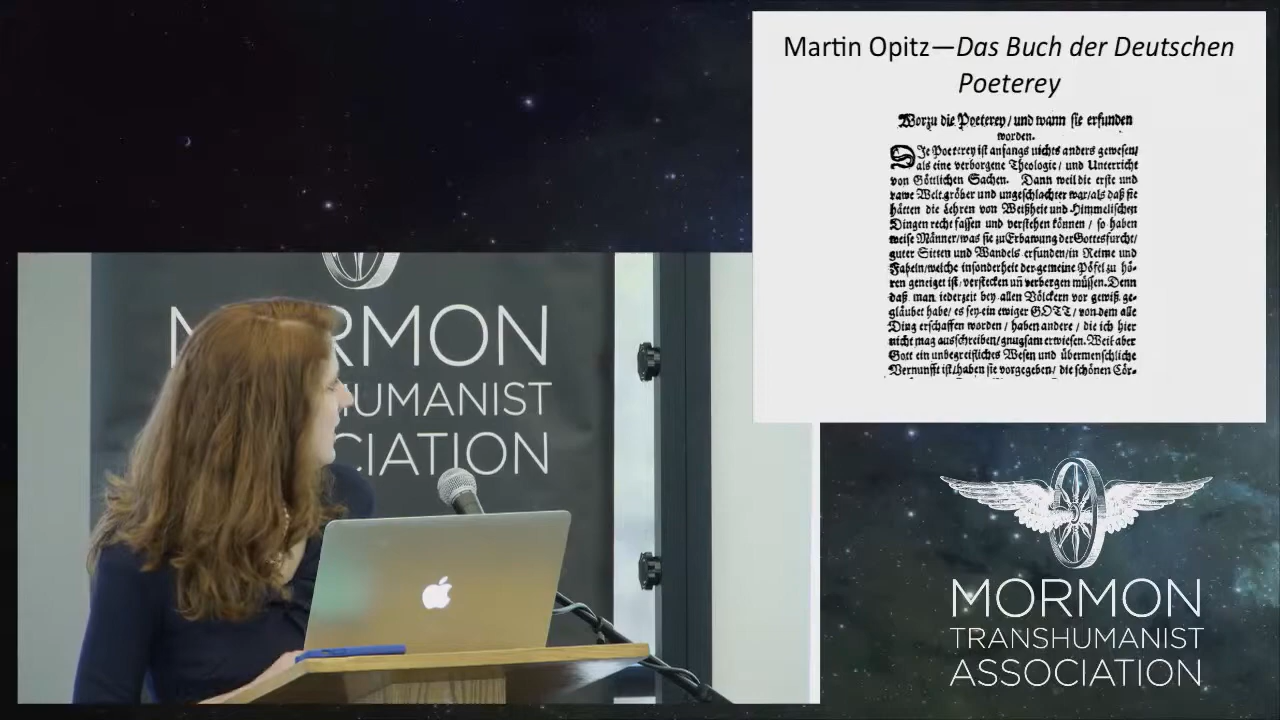 Martin Opitz—Das Buch der Deutschen
Poeterey
Worzu die Poeterey / und wann ſie erfunden
worden.
DIe Poeterey iſt anfangs nichts anders geweſen/
als eine verborgene Theologie / und Unterricht
von Göttlichen Sachen. Dann weil die erſte und
rawe Welt gröber und ungeſchlachter war/als daß ſie
hätten die Lehren von Weißheit und Himmeliſchen
Dingen recht faſſen und verſtehen können / ſo haben
weiſe Männer/was ſie zu Erbawung der Gottesfurcht/
guter Sitten und Wandels erfunden/in Reime und
Fabeln/welche inſonderheit der gemeine Pöfel zu hö-
ren geneiget iſt/verſtecken uñ verbergen müſſen. Denn
daß man iederzeit bey allen Völckern vor gewiß ge-
gläubet habe/ es ſey ein ewiger GOTT / von dem alle
Ding erſchaffen worden / haben andere / die ich hier
nicht mag ausſchreiben/gnugſam erwieſen. Weil aber
Gott ein unbegreifliches Weſen und übermenſchliche
Vernunfft iſt/haben ſie vorgegeben/ die ſchönen Cör-
M RMON
UMANIST
CIATION
MORMON
TRANSHUMANIST
ASSOCIATION